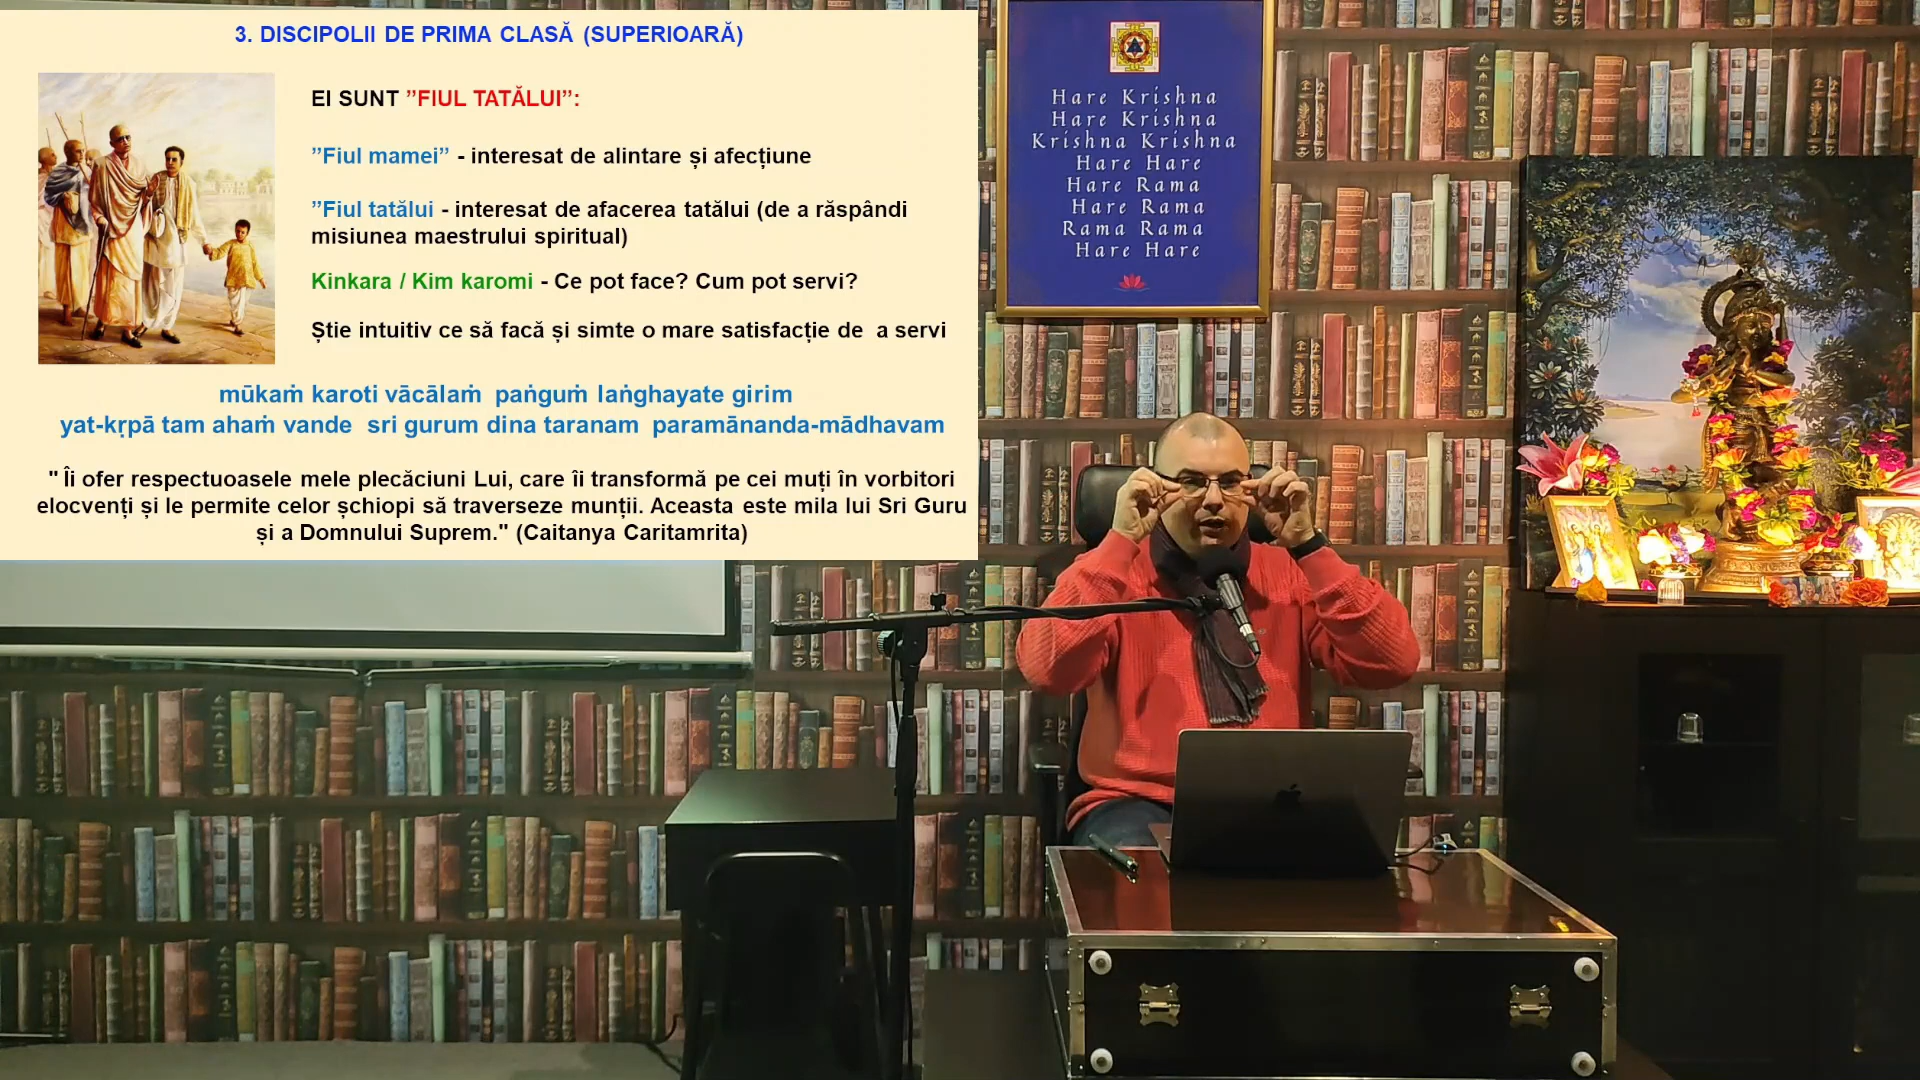 3. DISCIPOLII DE PRIMA CLASĂ (SUPERIOARĂ)
EI SUNT ”FIUL TATĂLUI”:
”Fiul mamei” - interesat de alintare și afecțiune
”Fiul tatălui - interesat de afacerea tatălui (de a răspândi
misiunea maestrului spiritual)
Kinkara / Kim karomi - Ce pot face? Cum pot servi?
Știe intuitiv ce să facă și simte o mare satisfacție de a servi
mūkaṁ karoti vācālaṁ paṅguṁ laṅghayate girim
yat-kṛpā tam ahaṁ vande sri gurum dina taranam paramānanda-mādhavam
" Îi ofer respectuoasele mele plecăciuni Lui, care îi transformă pe cei muți în vorbitori
elocvenți și le permite celor șchiopi să traverseze munții. Aceasta este mila lui Sri Guru
și a Domnului Suprem." (Caitanya Caritamrita)
Hare Krishna
Hare Krishna
Krishna Krishna
Hare Hare
Hare Rama
Hare Rama
Rama Rama
Hare Hare